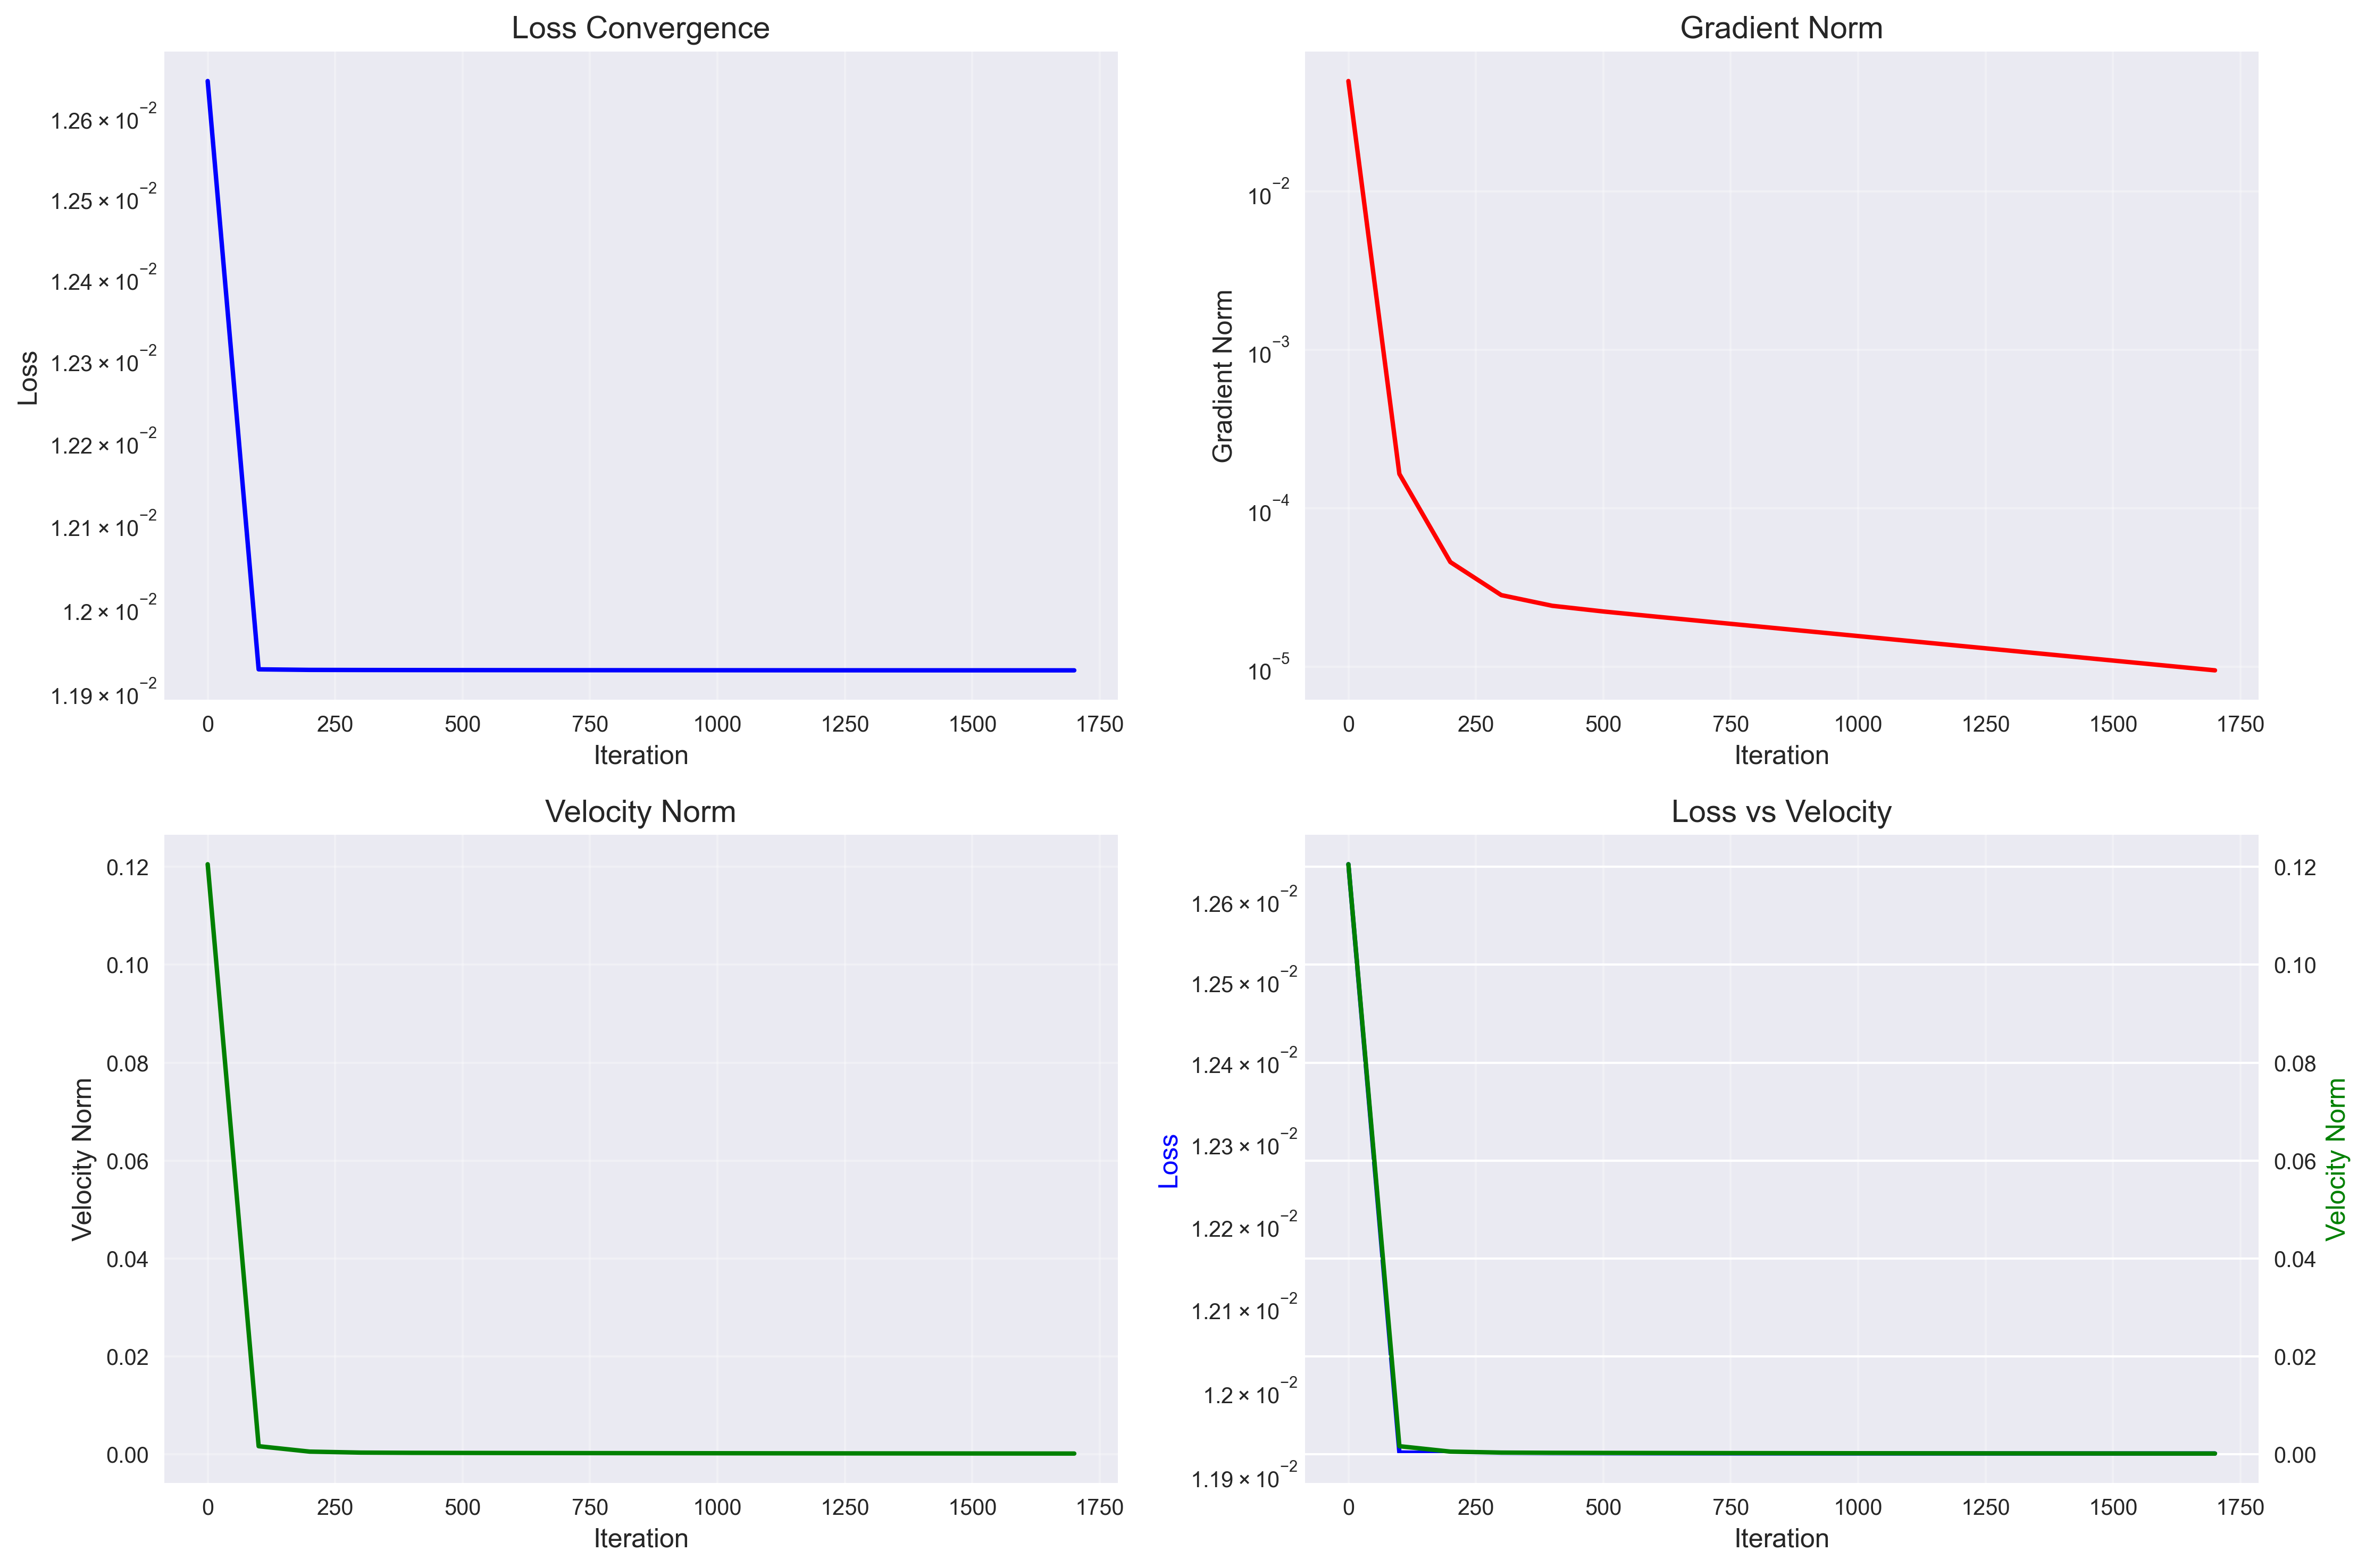 Loss Convergence
Loss
1.26 × 10⁻²
1.25 × 10⁻²
1.24 × 10⁻²
1.23 × 10⁻²
1.22 × 10⁻²
1.21 × 10⁻²
1.2 × 10⁻²
1.19 × 10⁻²
0 250 500 750 1000 1250 1500 1750
Iteration
Gradient Norm
Gradient Norm
10⁻²
10⁻³
10⁻⁴
10⁻⁵
0 250 500 750 1000 1250 1500 1750
Iteration
Velocity Norm
Velocity Norm
0.12
0.10
0.08
0.06
0.04
0.02
0.00
0 250 500 750 1000 1250 1500 1750
Iteration
Loss vs Velocity
Loss
1.26 × 10⁻²
1.25 × 10⁻²
1.24 × 10⁻²
1.23 × 10⁻²
1.22 × 10⁻²
1.21 × 10⁻²
1.2 × 10⁻²
1.19 × 10⁻²
0 250 500 750 1000 1250 1500 1750
Iteration
0.12
0.10
0.08
0.06
0.04
0.02
0.00
Velocity Norm